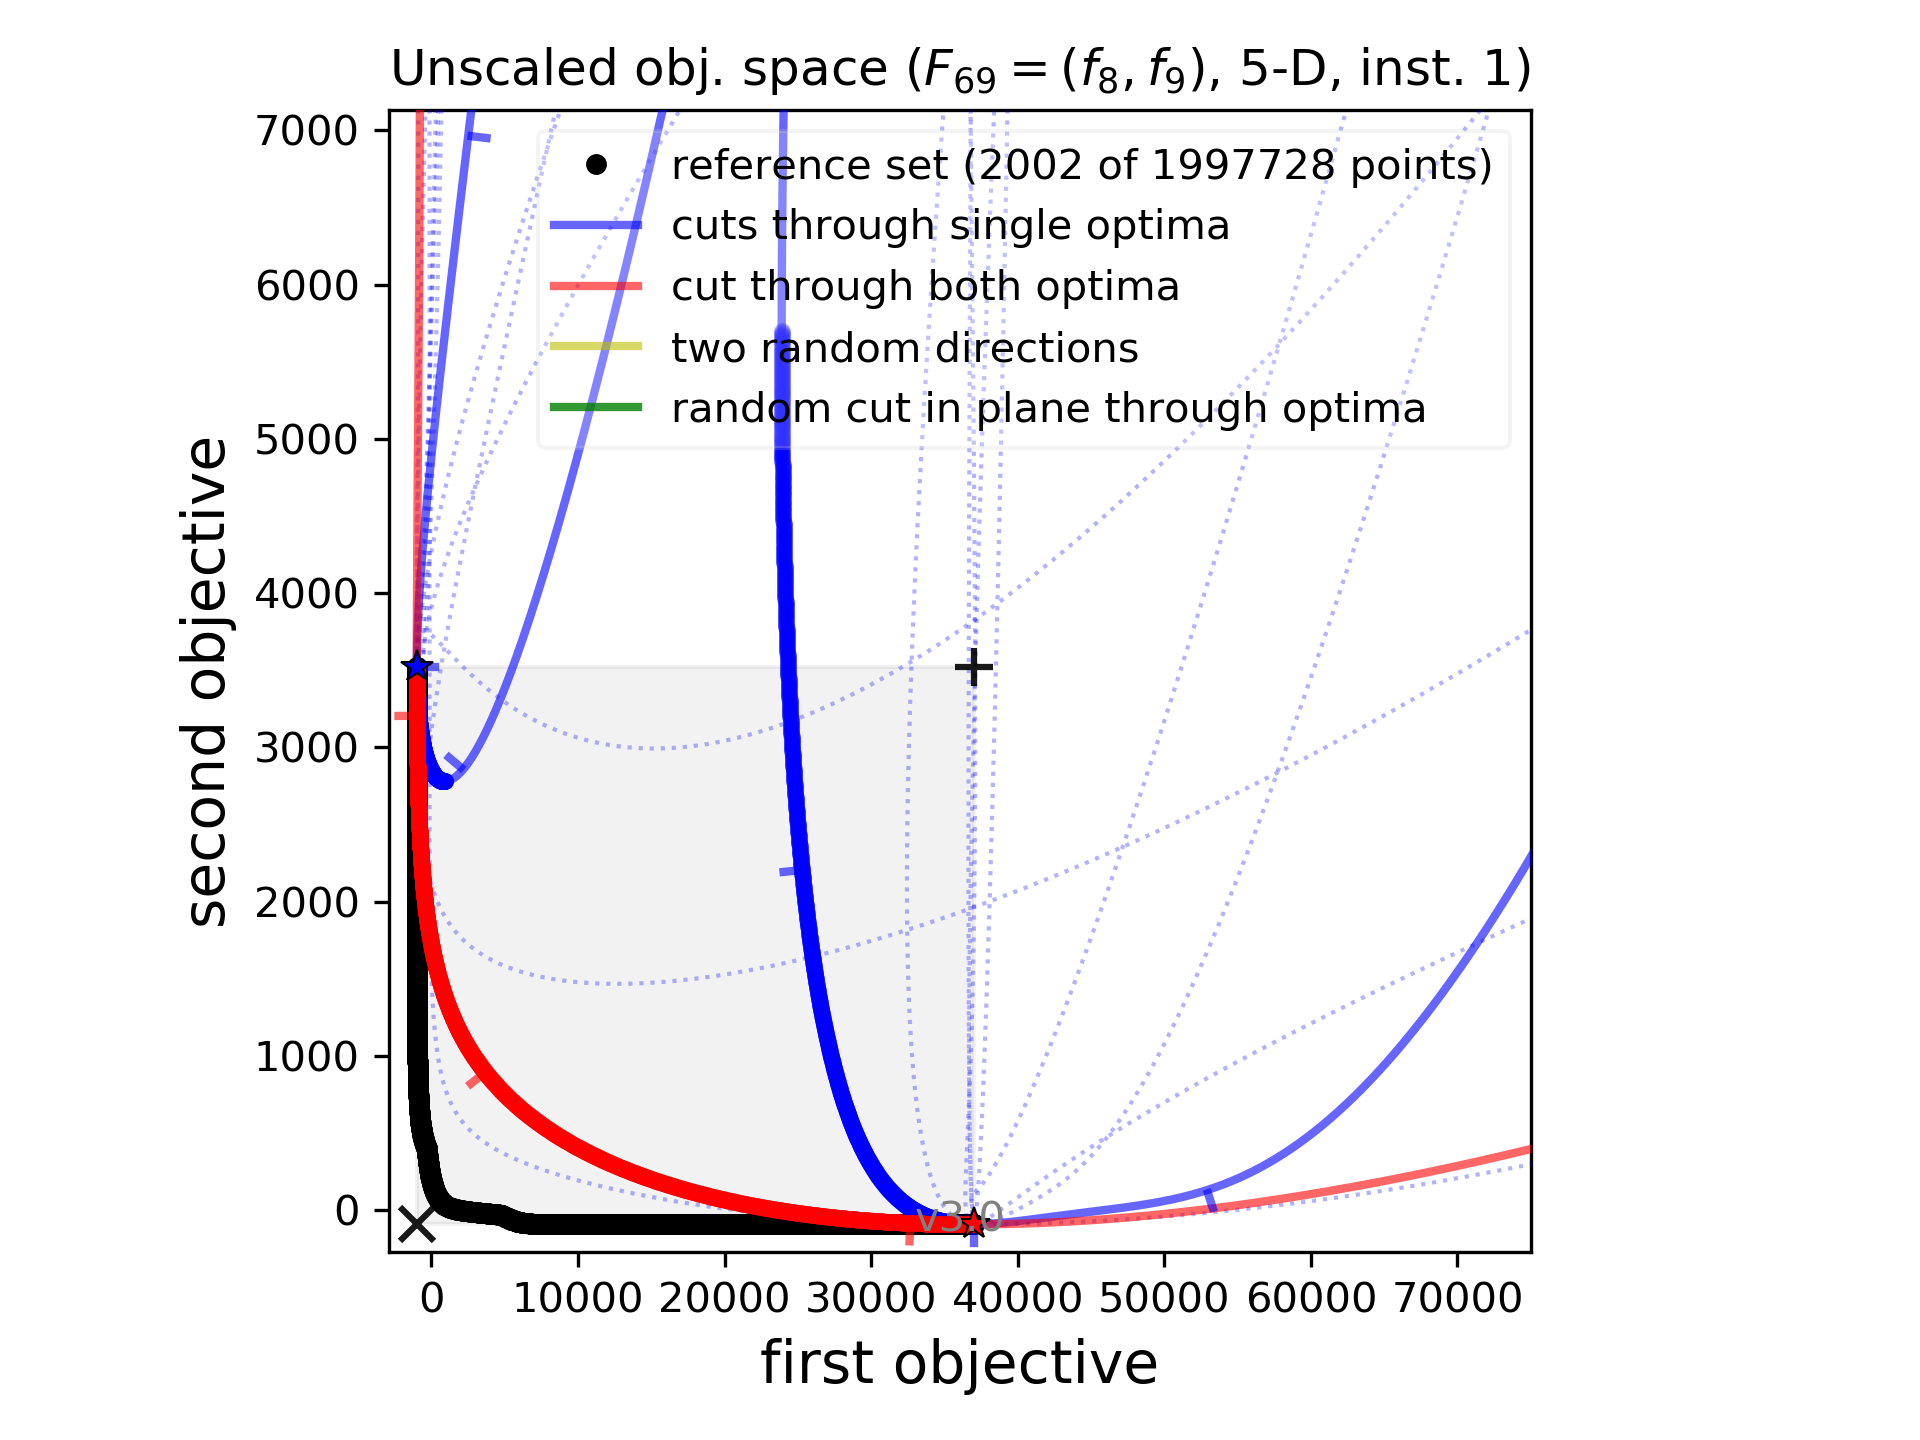 Unscaled obj. space (F69 = (f8, f9), 5-D, inst. 1)
reference set (2002 of 1997728 points)
cuts through single optima
cut through both optima
two random directions
random cut in plane through optima
7000
6000
5000
4000
3000
2000
1000
0
second objective
v3.0
0 10000 20000 30000 40000 50000 60000 70000
first objective